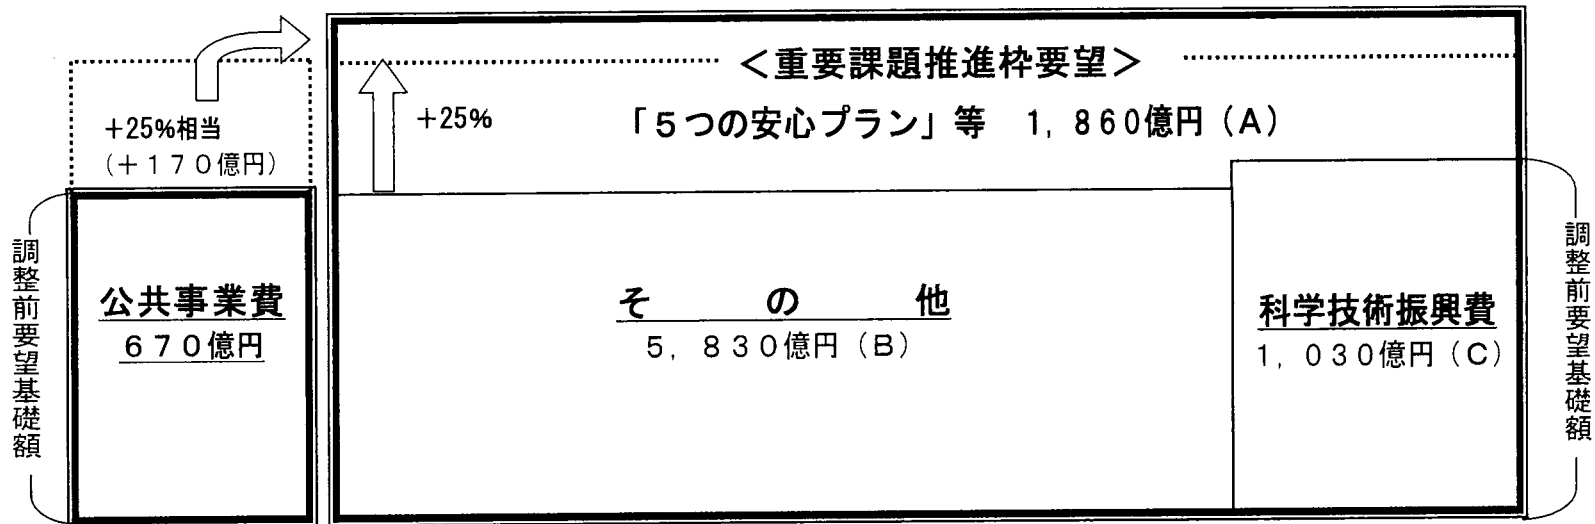 ＜重要課題推進枠要望＞
「５つの安心プラン」等　１，８６０億円（Ａ）
+25%相当
（＋１７０億円）
+25%
調整前要望基礎額
公共事業費
６７０億円
そ　の　他
５，８３０億円（Ｂ）
科学技術振興費
１，０３０億円（Ｃ）
調整前要望基礎額